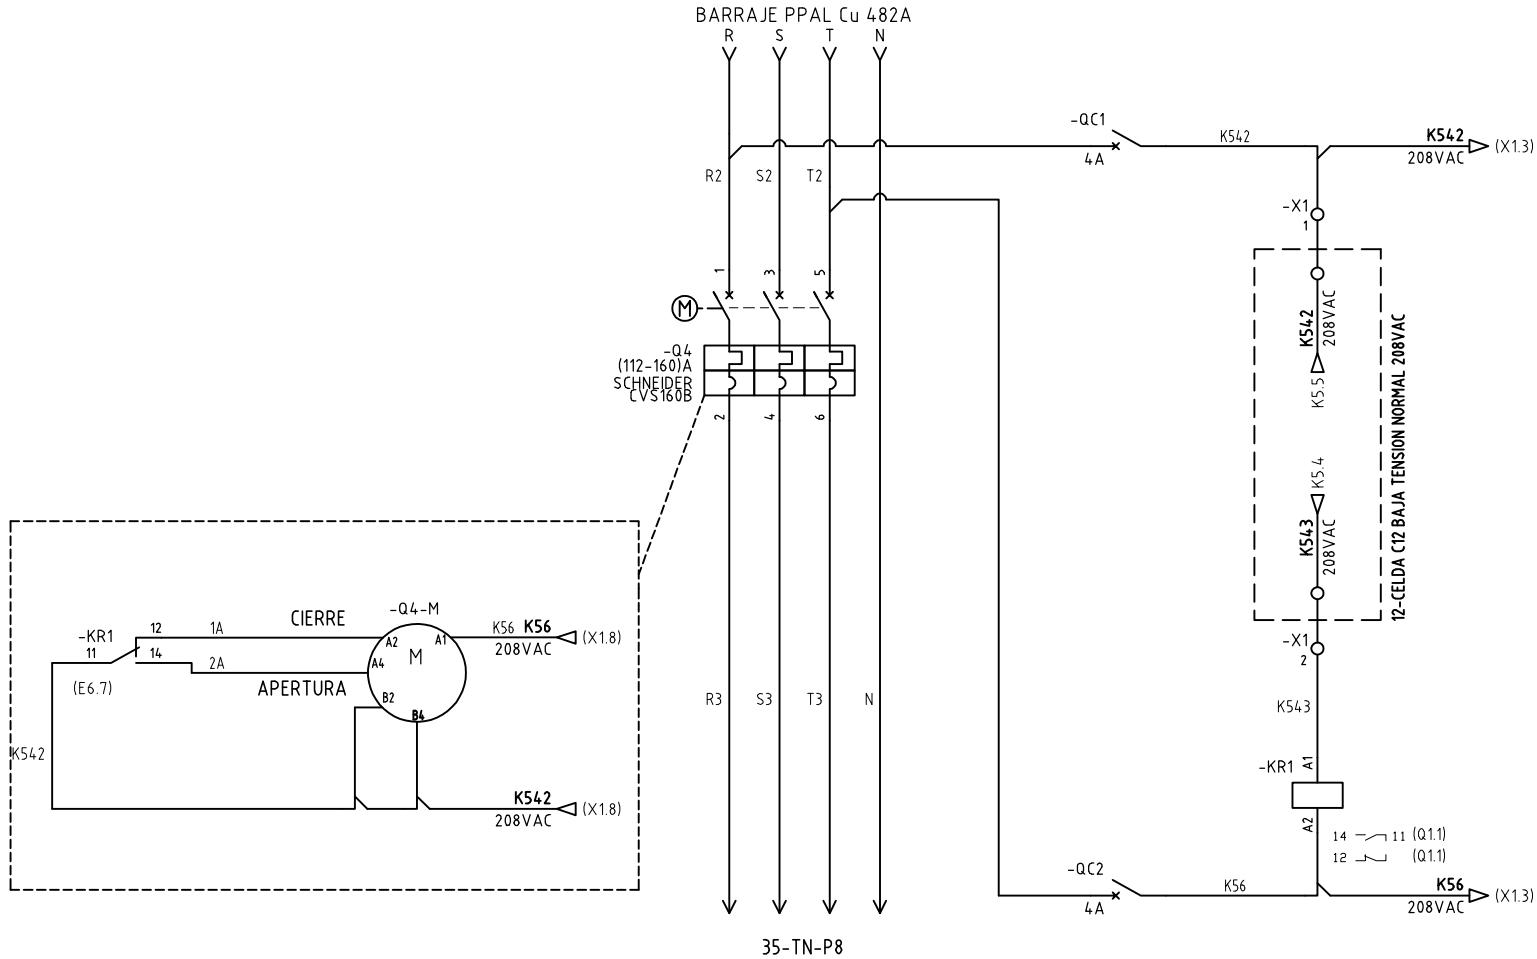 BARRAJE PPAL Cu 482A
R S T N
-QC1
4A
K542
K542
208VAC
(X1.3)
R2 S2 T2
-X1
1
1 3 5
M
-Q4
(112-160)A
SCHNEIDER
CVS160B
2 4 6
K542
208VAC
K5.5
K5.4
K543
208VAC
12-CELDA C12 BAJA TENSION NORMAL 208VAC
-X1
2
K543
-KR1
A1
A2
14 11 (Q1.1)
12 (Q1.1)
-QC2
4A
K56
K56
208VAC
(X1.3)
R3 S3 T3 N
35-TN-P8
CIERRE
-Q4-M
-KR1
11
12
14
1A
2A
(E6.7)
APERTURA
A2 A1
A4
M
B2
B4
K56 K56
208VAC
(X1.8)
K542
K542
208VAC
(X1.8)